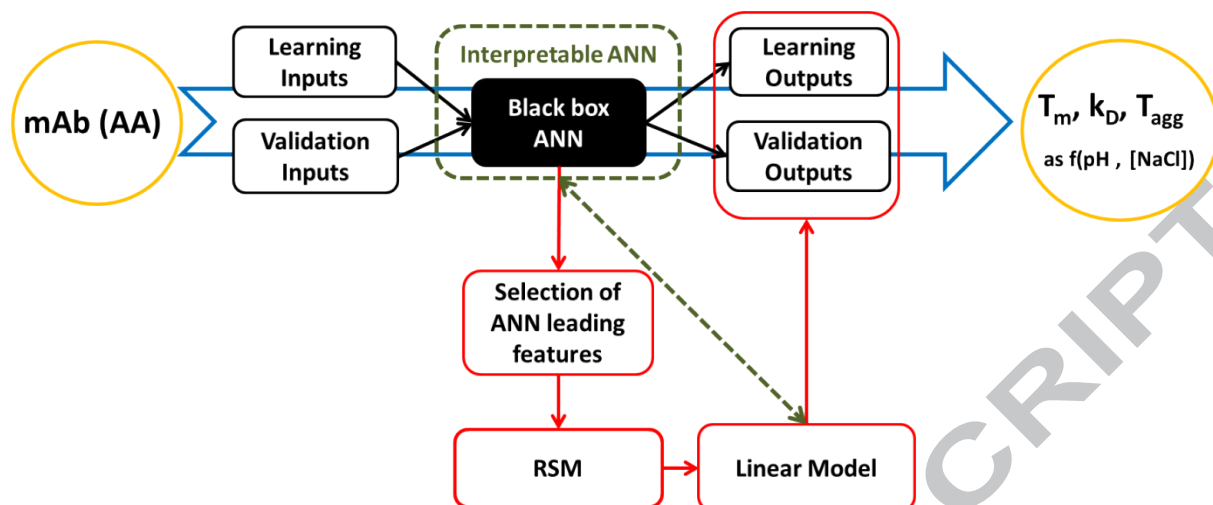 mAb (AA)
Learning
Inputs
Validation
Inputs
Interpretable ANN
Black box
ANN
Learning
Outputs
Validation
Outputs
Tm, kD, Tagg
as f(pH , [NaCl])
Selection of
ANN leading
features
RSM
Linear Model
CRIPT